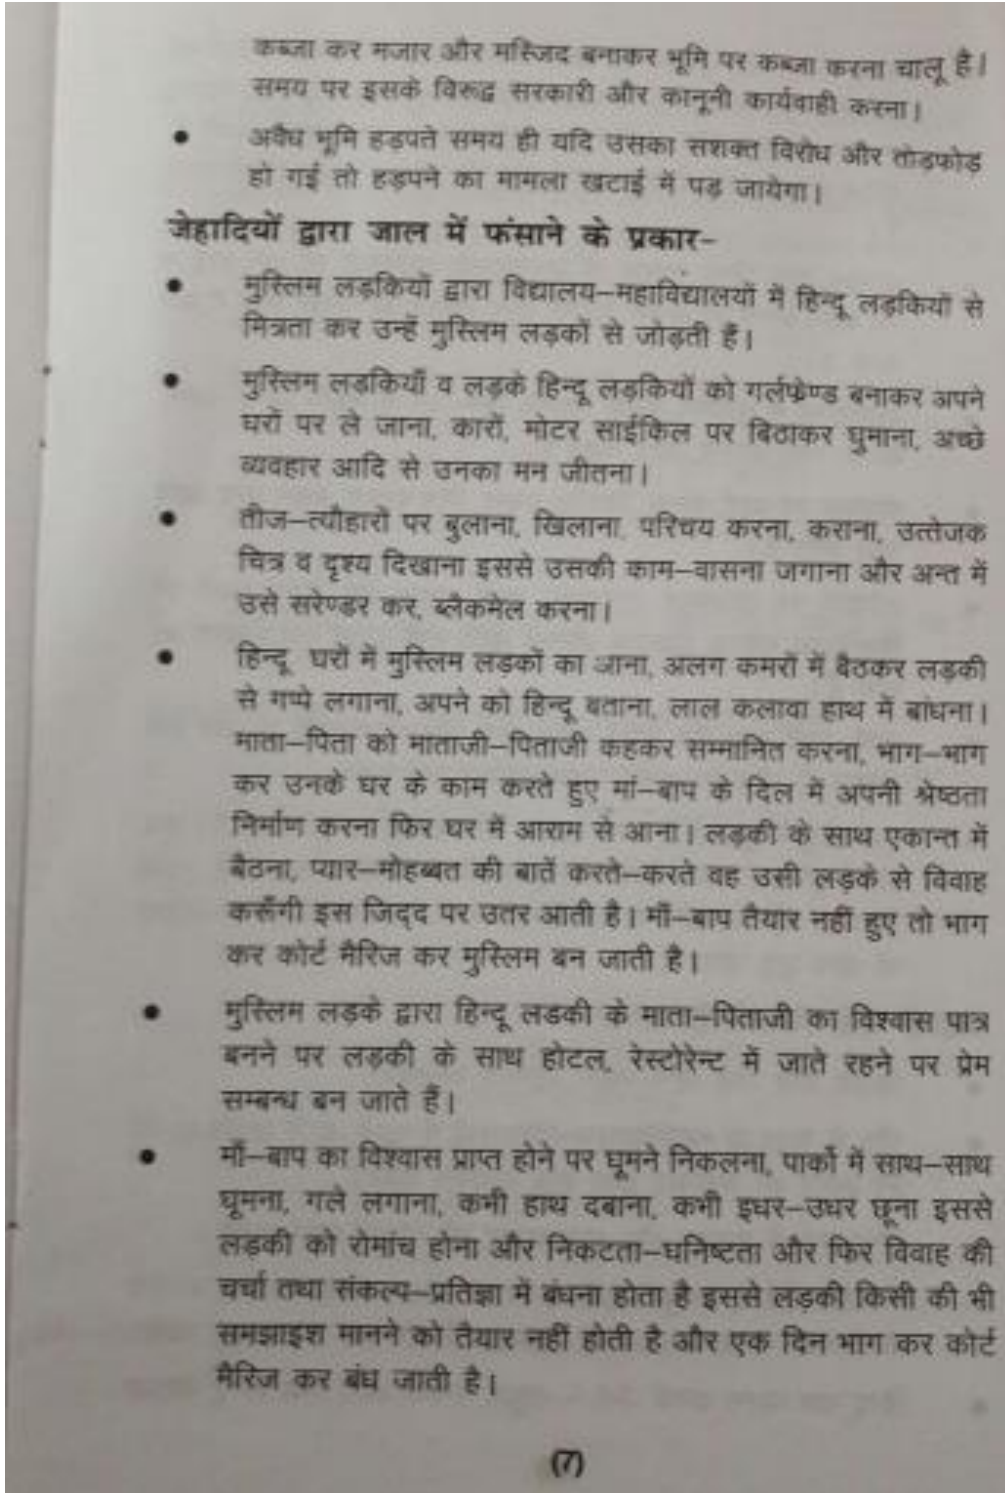 कब्जा कर मजार और मस्जिद बनाकर भूमि पर कब्जा करना चालू है।
समय पर इसके विरूद्ध सरकारी और कानूनी कार्यवाही करना।
● अवैध भूमि हडपते समय ही यदि उसका सशक्त विरोध और तोड़फोड़
हो गई तो हड़पने का मामला खटाई में पड़ जायेगा।
जेहादियों द्वारा जाल में फंसाने के प्रकार–
● मुस्लिम लड़कियों द्वारा विद्यालय–महाविद्यालयों में हिन्दू लड़कियों से
मित्रता कर उन्हें मुस्लिम लड़कों से जोड़ती हैं।
● मुस्लिम लड़कियाँ व लड़के हिन्दू लड़कियों को गर्लफ्रेण्ड बनाकर अपने
घरों पर ले जाना, कारों, मोटर साईकिल पर बिठाकर घुमाना, अच्छे
व्यवहार आदि से उनका मन जीतना।
● तीज–त्यौहारों पर बुलाना, खिलाना, परिचय करना, कराना, उत्तेजक
चित्र व दृश्य दिखाना इससे उसकी काम–वासना जगाना और अन्त में
उसे सरेण्डर कर, ब्लैकमेल करना।
● हिन्दू घरों में मुस्लिम लड़कों का आना, अलग कमरों में बैठकर लड़की
से गप्पे लगाना, अपने को हिन्दू बताना, लाल कलावा हाथ में बांधना।
माता–पिता को माताजी–पिताजी कहकर सम्मानित करना, भाग–भाग
कर उनके घर के काम करते हुए मां–बाप के दिल में अपनी श्रेष्ठता
निर्माण करना फिर घर में आराम से आना। लड़की के साथ एकान्त में
बैठना, प्यार–मोहब्बत की बातें करते–करते वह उसी लड़के से विवाह
करूँगी इस जिद्द पर उतर आती है। माँ–बाप तैयार नहीं हुए तो भाग
कर कोर्ट मैरिज कर मुस्लिम बन जाती है।
● मुस्लिम लड़के द्वारा हिन्दू लडकी के माता–पिताजी का विश्वास पात्र
बनने पर लड़की के साथ होटल, रेस्टोरेन्ट में जाते रहने पर प्रेम
सम्बन्ध बन जाते हैं।
● माँ–बाप का विश्वास प्राप्त होने पर घूमने निकलना, पार्कों में साथ–साथ
घूमना, गले लगाना, कभी हाथ दबाना, कभी इधर–उधर छूना इससे
लड़की को रोमांच होना और निकटता–घनिष्टता और फिर विवाह की
चर्चा तथा संकल्प–प्रतिज्ञा में बंधना होता है इससे लड़की किसी की भी
समझाइश मानने को तैयार नहीं होती है और एक दिन भाग कर कोर्ट
मैरिज कर बंध जाती है।
(7)